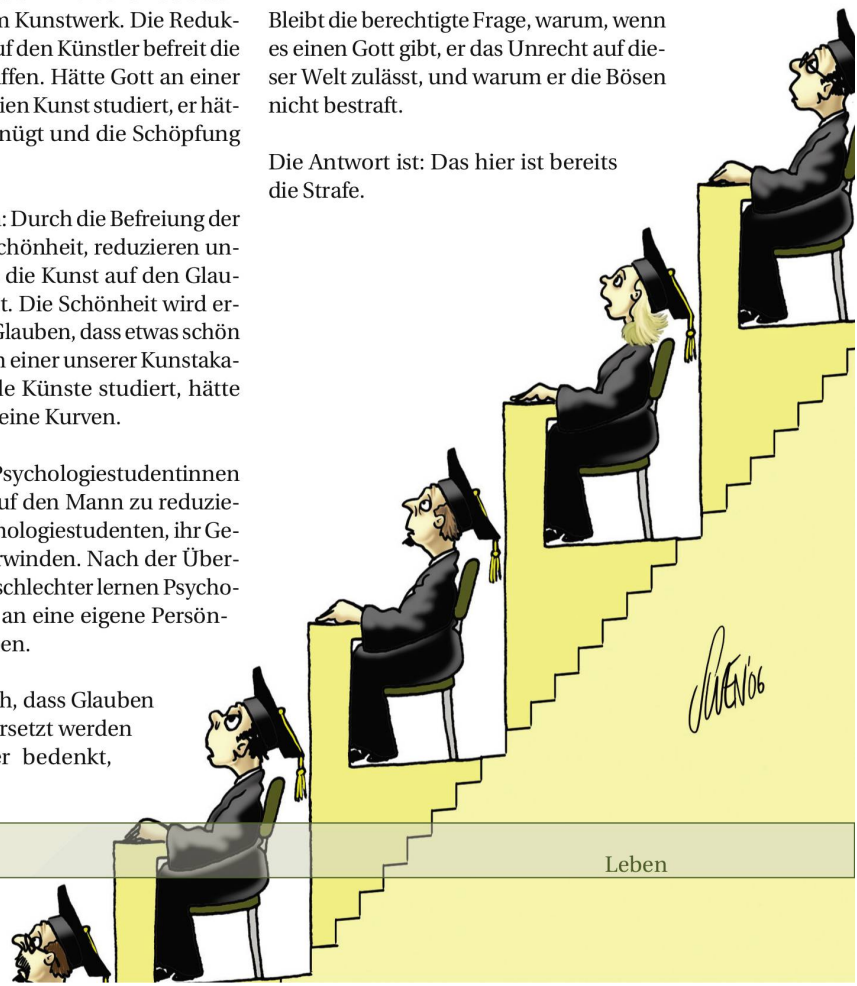 m Kunstwerk. Die Reduk-
uf den Künstler befreit die
ffen. Hätte Gott an einer
ien Kunst studiert, er hät-
nügt und die Schöpfung
: Durch die Befreiung der
chönheit, reduzieren un-
die Kunst auf den Glau-
t. Die Schönheit wird er-
Glauben, dass etwas schön
n einer unserer Kunstaka-
le Künste studiert, hätte
eine Kurven.
Psychologiestudentinnen
uf den Mann zu reduzie-
hologiestudenten, ihr Ge-
rwinden. Nach der Über-
schlechter lernen Psycho-
an eine eigene Persön-
en.
h, dass Glauben
rsetzt werden
er bedenkt,
Bleibt die berechtigte Frage, warum, wenn
es einen Gott gibt, er das Unrecht auf die-
ser Welt zulässt, und warum er die Bösen
nicht bestraft.
Die Antwort ist: Das hier ist bereits
die Strafe.
Leben